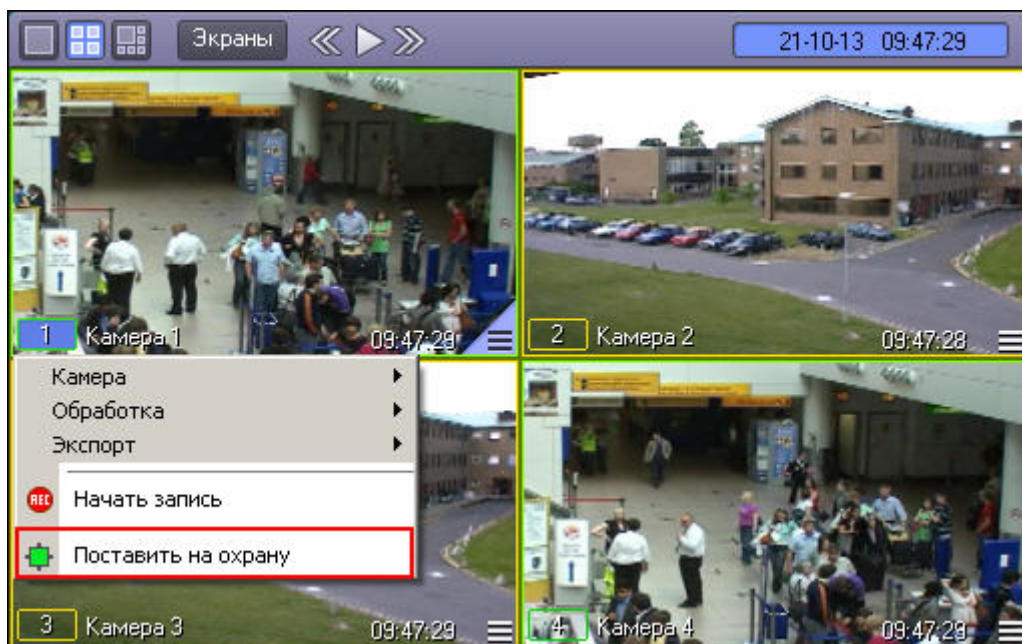 Экраны
21-10-13 09:47:29
1 Камера 1 09:47:29
2 Камера 2 09:47:28
Камера
Обработка
Экспорт
REC Начать запись
Поставить на охрану
3 Камера 3 09:47:29
4 Камера 4 09:47:29